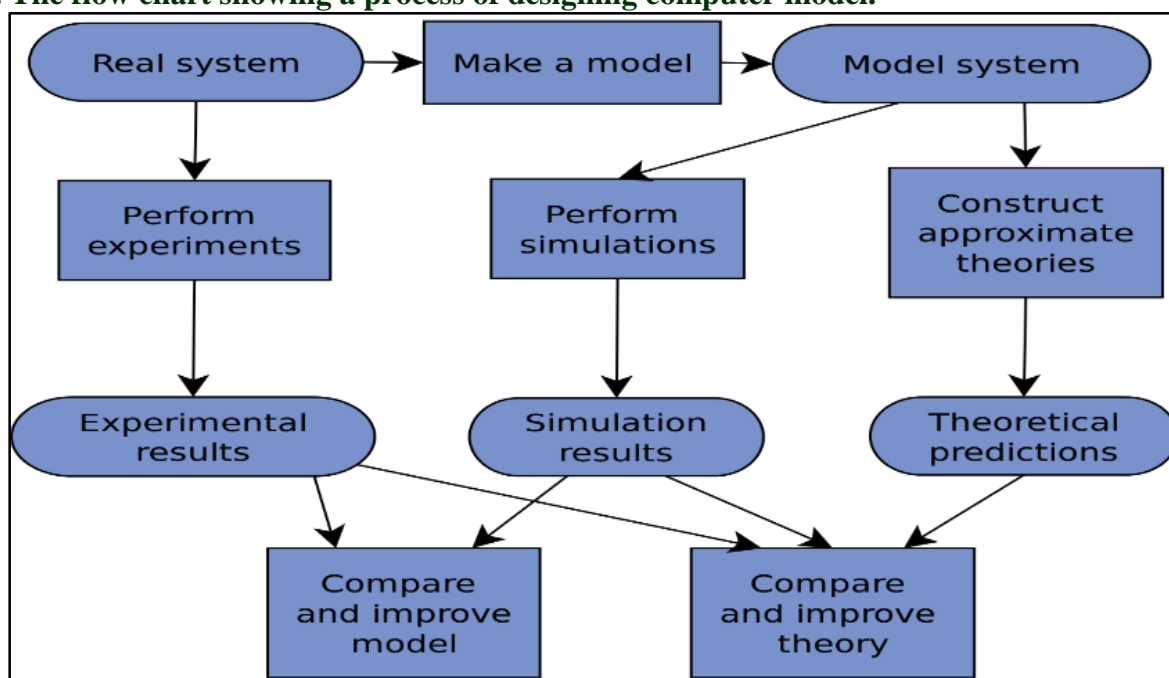 The flow chart showing a process of designing computer model.
Real system
Make a model
Model system
Perform
experiments
Perform
simulations
Construct
approximate
theories
Experimental
results
Simulation
results
Theoretical
predictions
Compare
and improve
model
Compare
and improve
theory